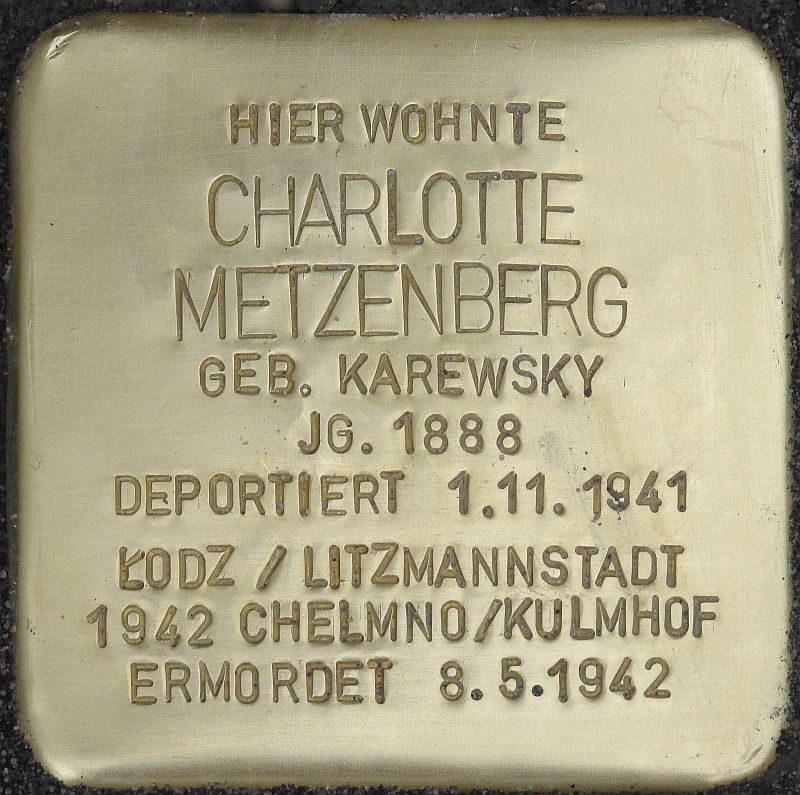 HIER WOHNTE
CHARLOTTE
METZENBERG
GEB. KAREWSKY
JG. 1888
DEPORTIERT 1.11.1941
ŁODZ / LITZMANNSTADT
1942 CHELMNO/KULMHOF
ERMORDET 8.5.1942